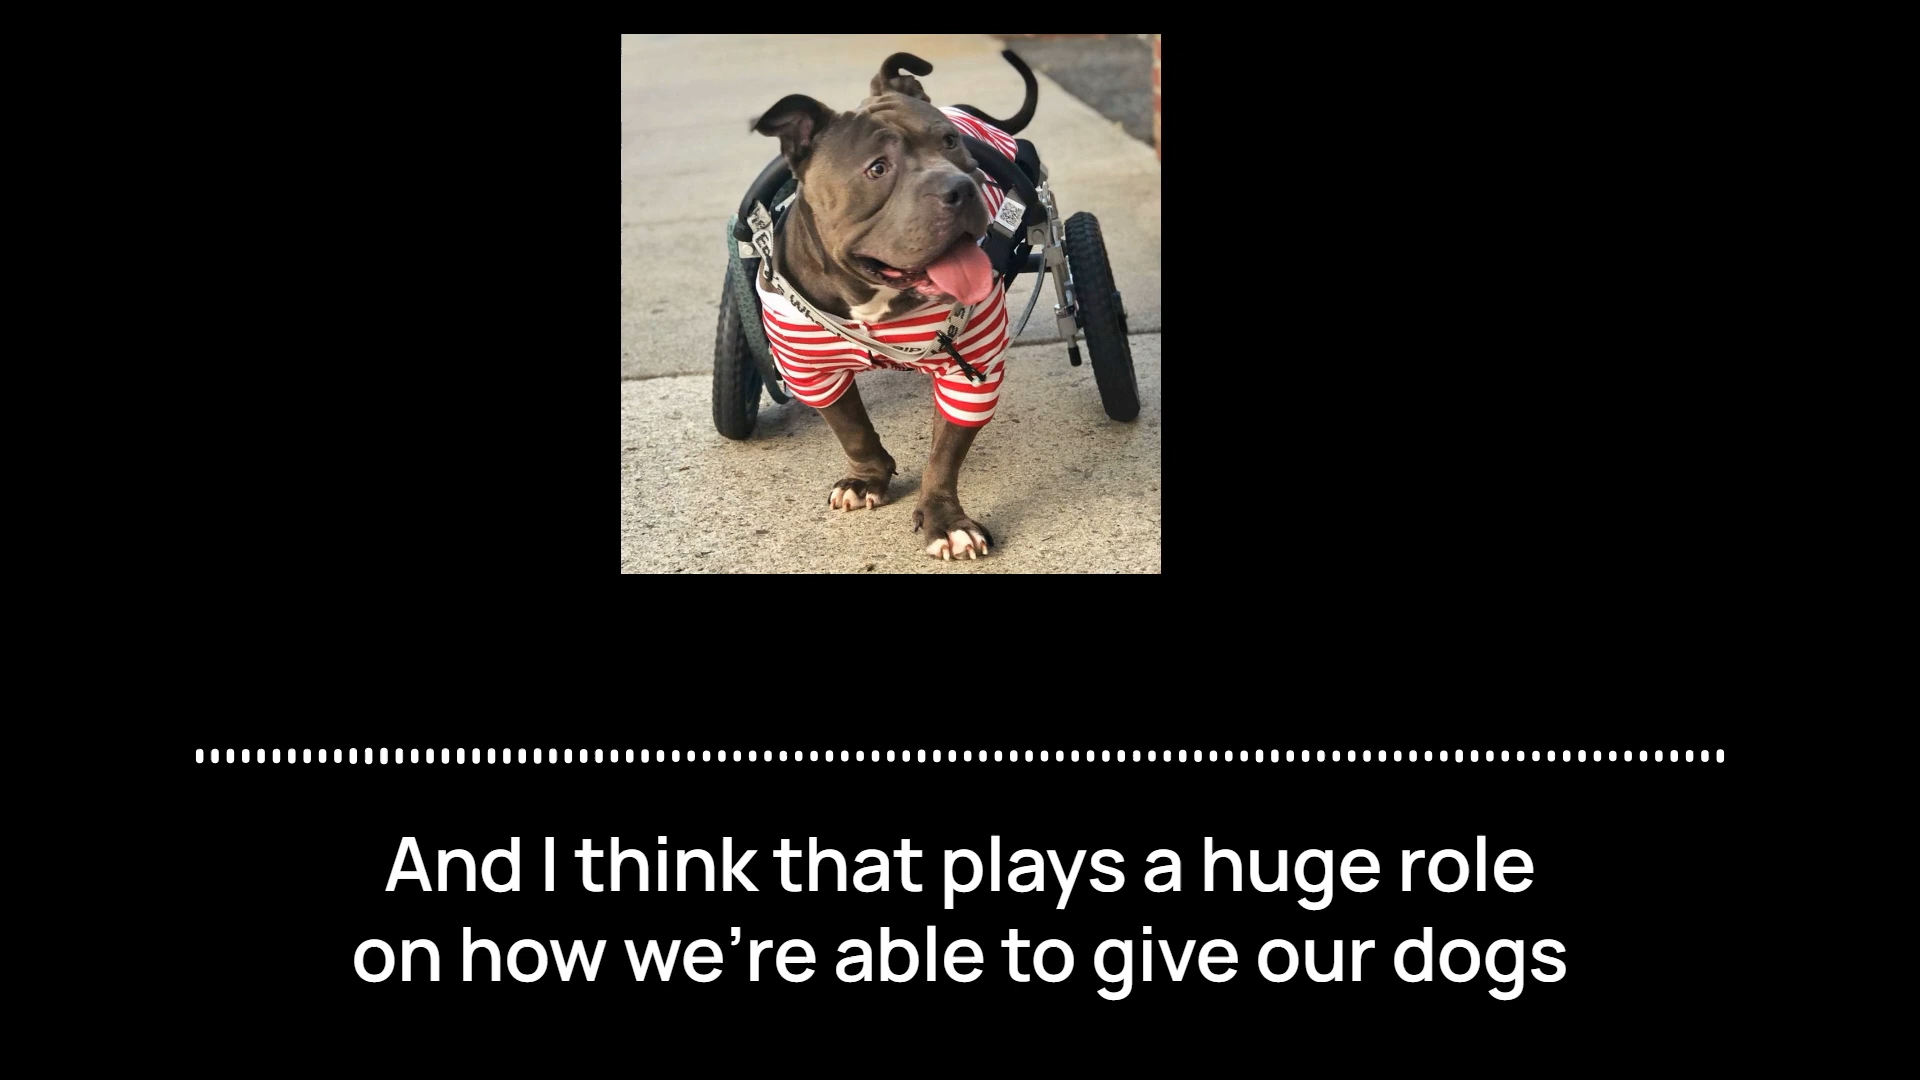 And I think that plays a huge role
on how we’re able to give our dogs